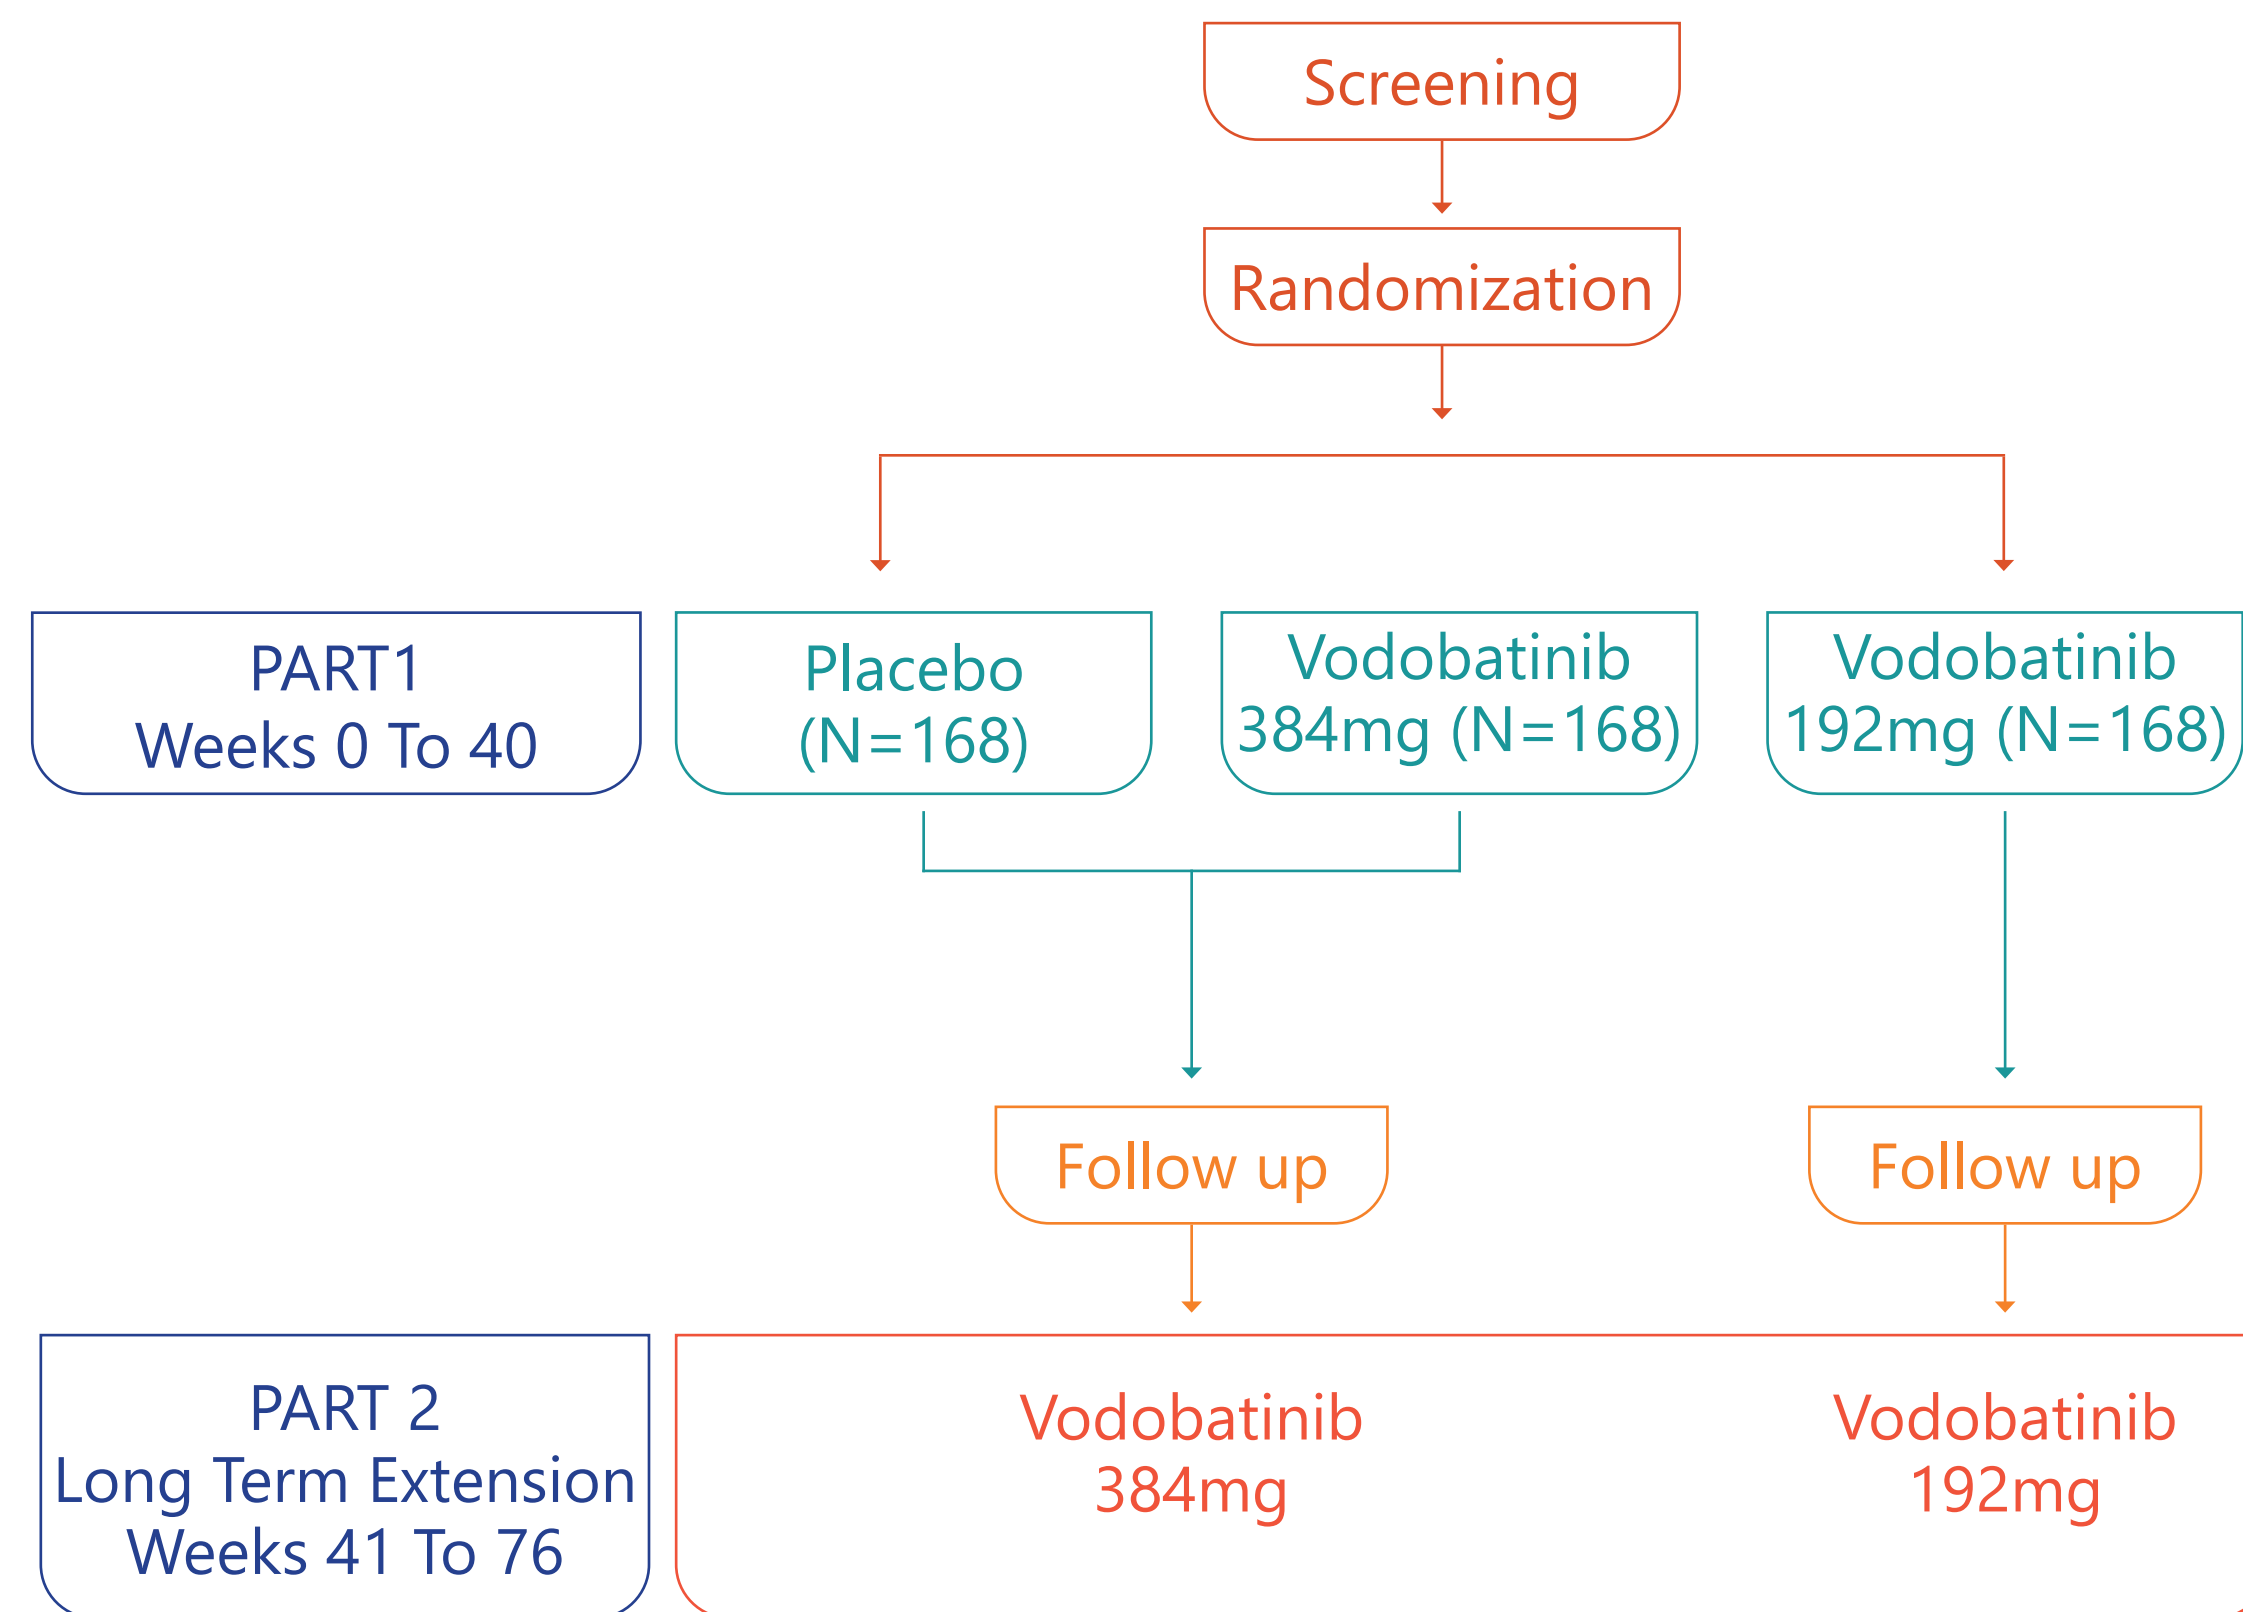 Screening
Randomization
PART1
Weeks 0 To 40
Placebo
(N=168)
Vodobatinib
384mg (N=168)
Vodobatinib
192mg (N=168)
Follow up
Follow up
PART 2
Long Term Extension
Weeks 41 To 76
Vodobatinib
384mg
Vodobatinib
192mg